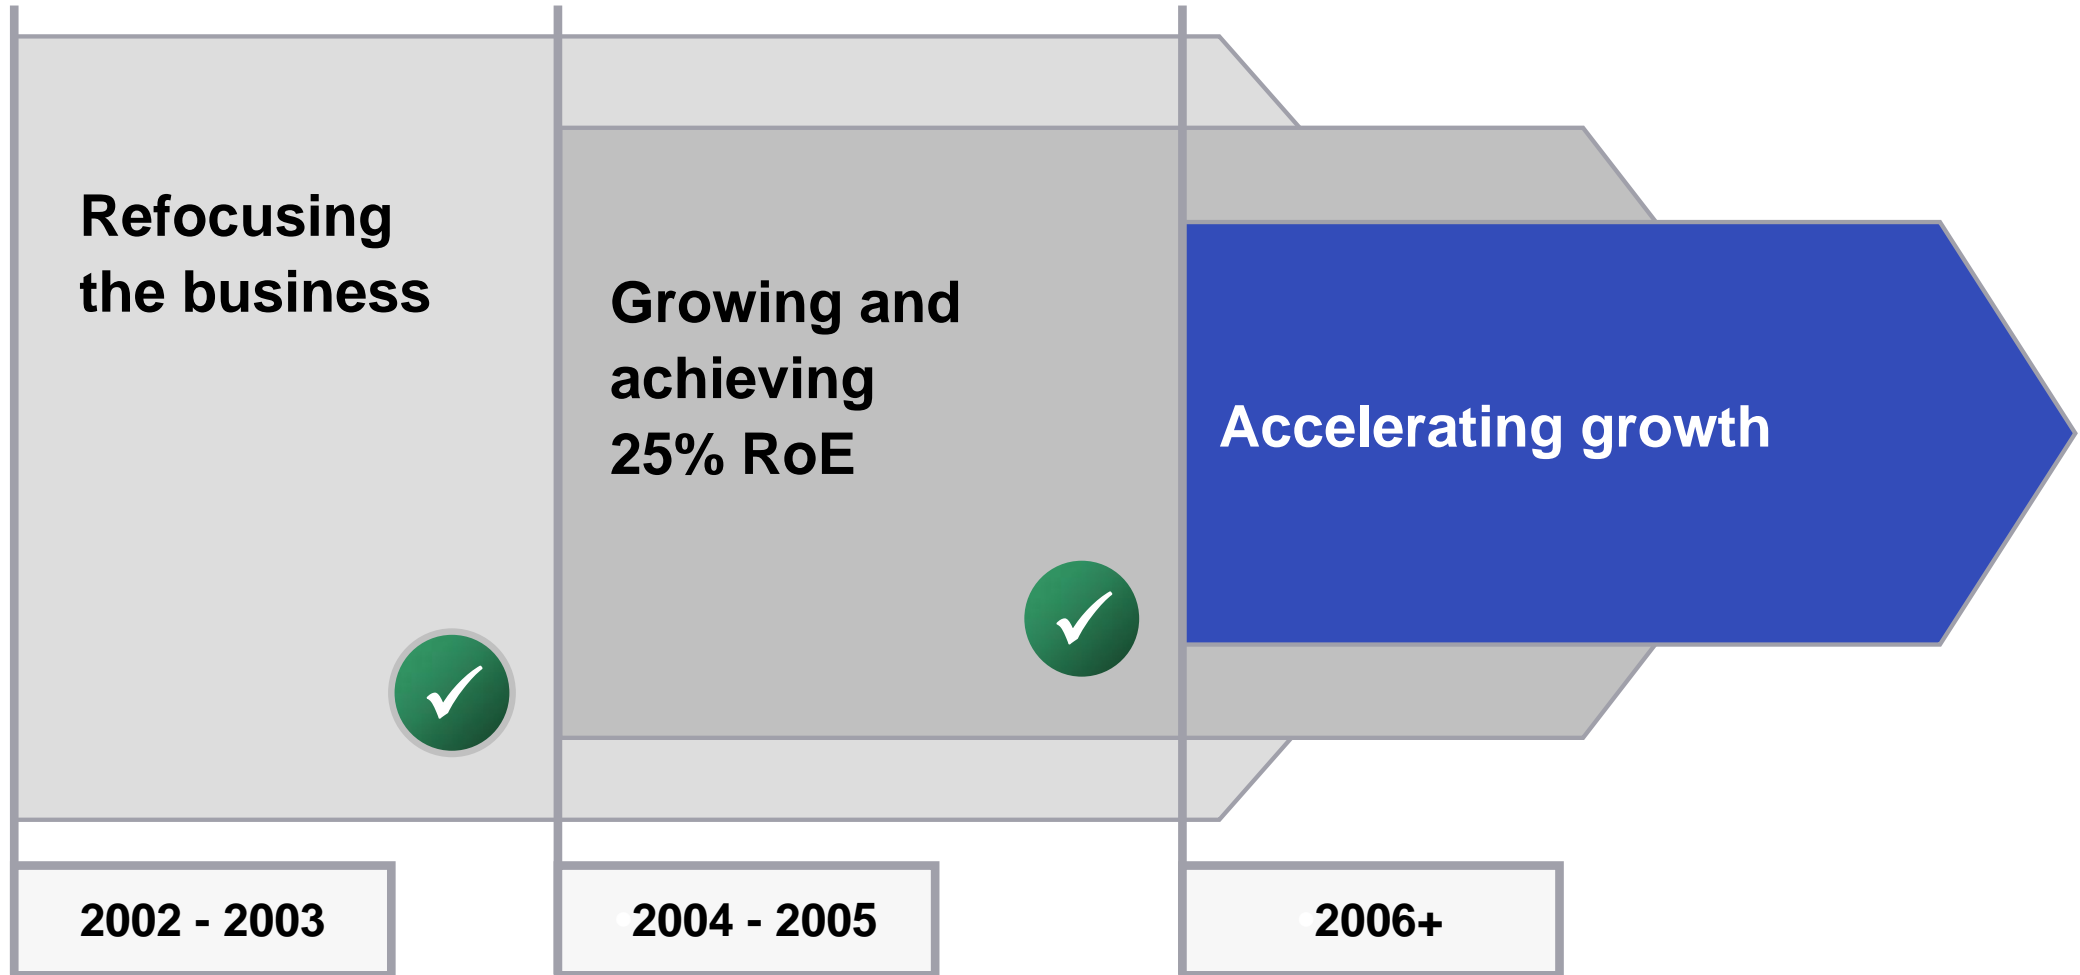 Refocusing
the business
Growing and
achieving
25% RoE
Accelerating growth
2002 - 2003
•2004 - 2005
•2006+